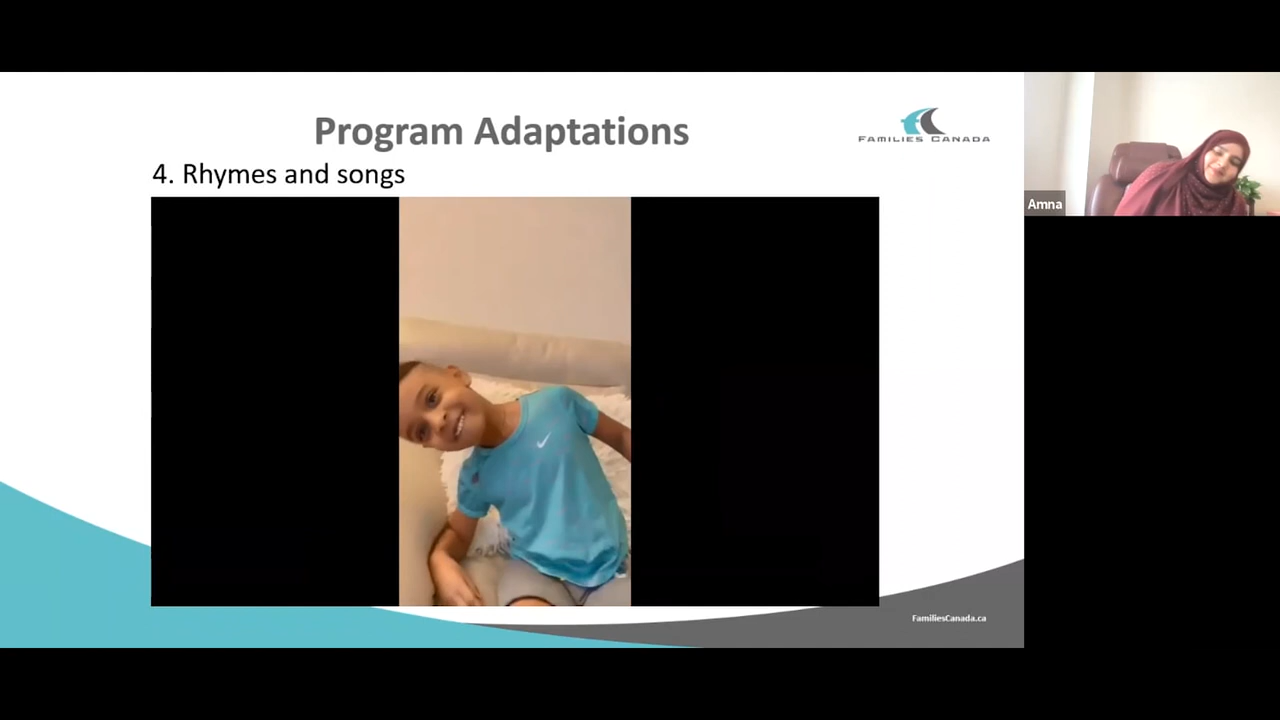 Program Adaptations
FAMILIES CANADA
4. Rhymes and songs
Amna
FamiliesCanada.ca